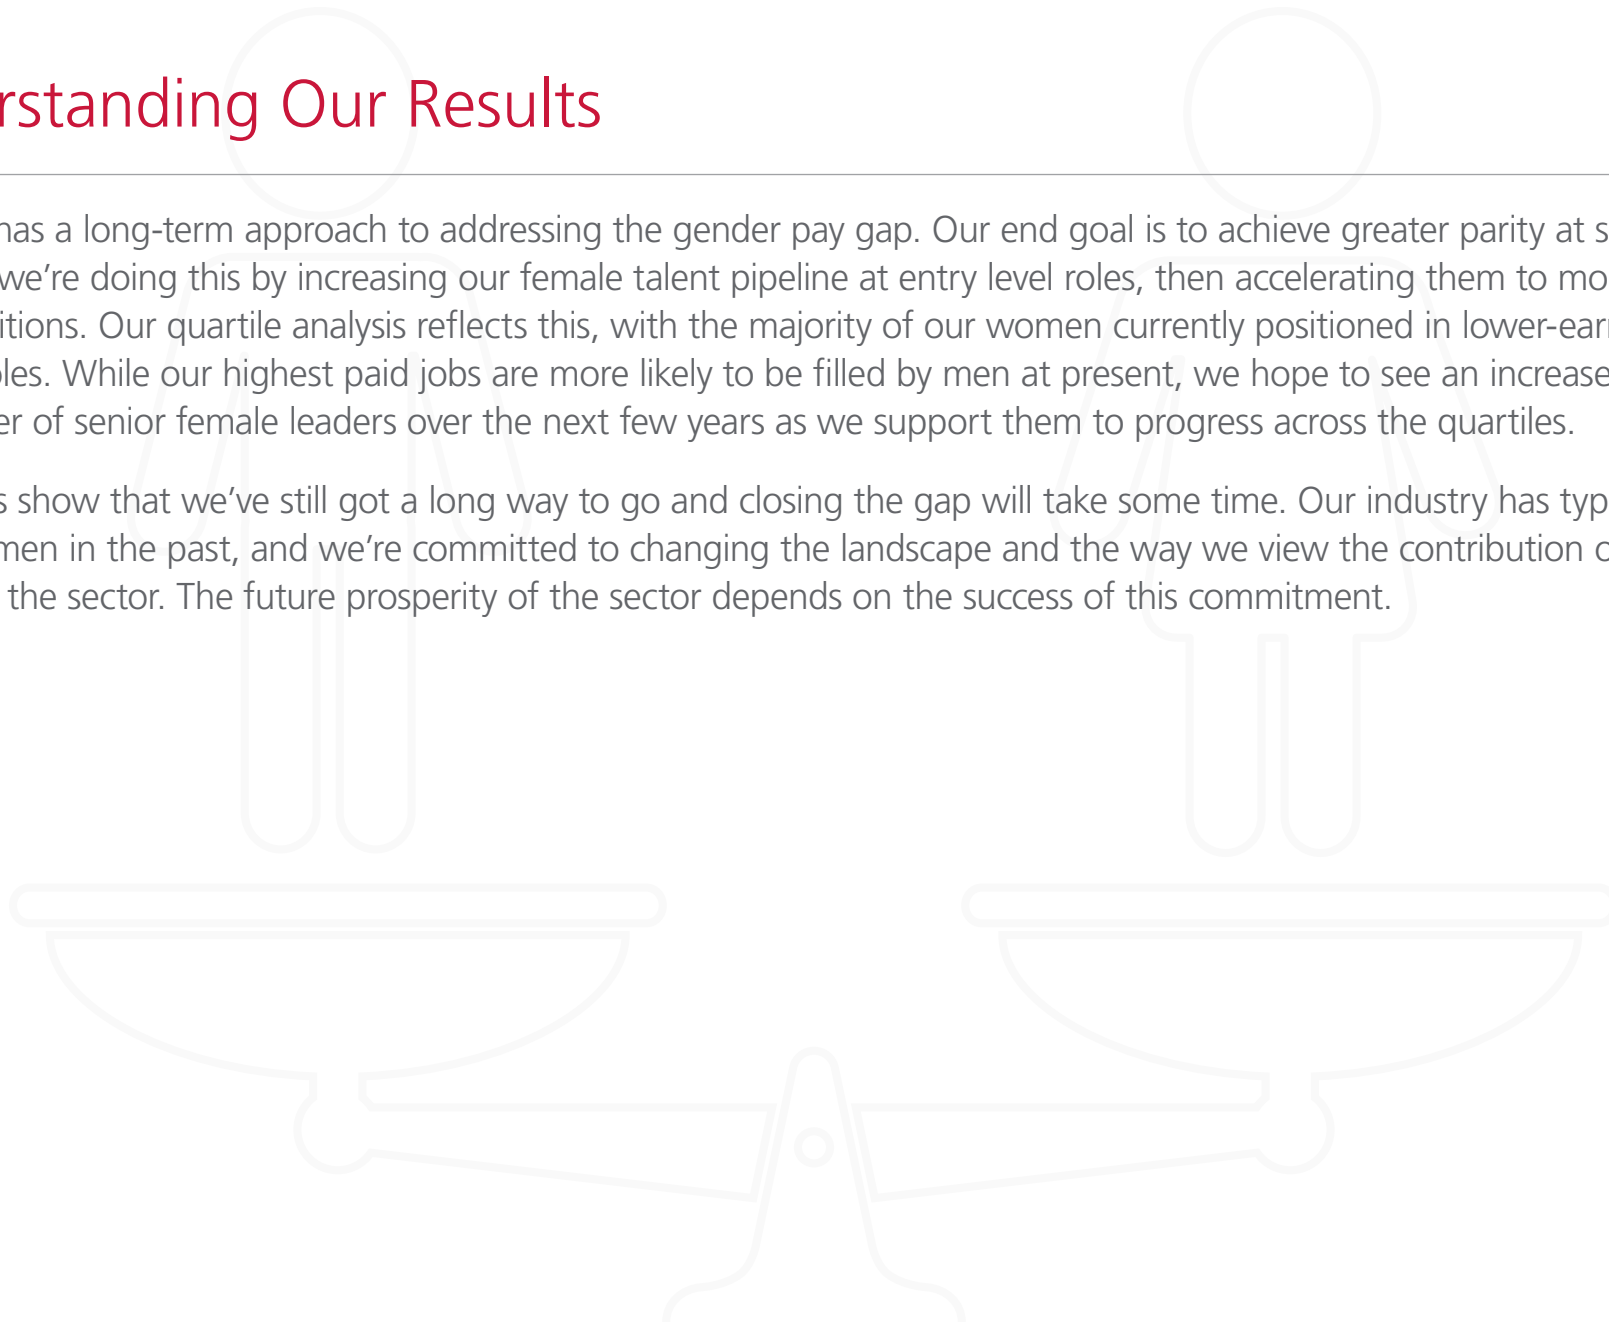 rstanding Our Results
has a long-term approach to addressing the gender pay gap. Our end goal is to achieve greater parity at s
we’re doing this by increasing our female talent pipeline at entry level roles, then accelerating them to mo
itions. Our quartile analysis reflects this, with the majority of our women currently positioned in lower-earn
les. While our highest paid jobs are more likely to be filled by men at present, we hope to see an increase
er of senior female leaders over the next few years as we support them to progress across the quartiles.
s show that we’ve still got a long way to go and closing the gap will take some time. Our industry has typ
men in the past, and we’re committed to changing the landscape and the way we view the contribution o
the sector. The future prosperity of the sector depends on the success of this commitment.